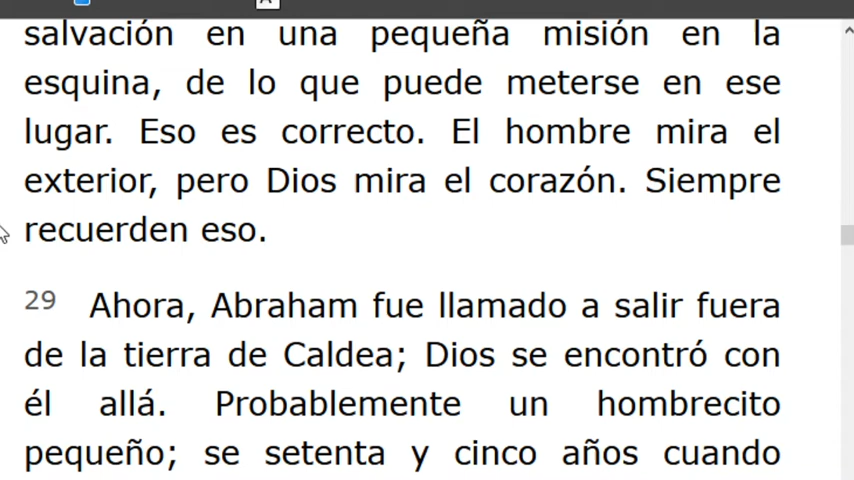 salvación en una pequeña misión en la
esquina, de lo que puede meterse en ese
lugar. Eso es correcto. El hombre mira el
exterior, pero Dios mira el corazón. Siempre
recuerden eso.
29 Ahora, Abraham fue llamado a salir fuera
de la tierra de Caldea; Dios se encontró con
él allá. Probablemente un hombrecito
pequeño; se setenta y cinco años cuando